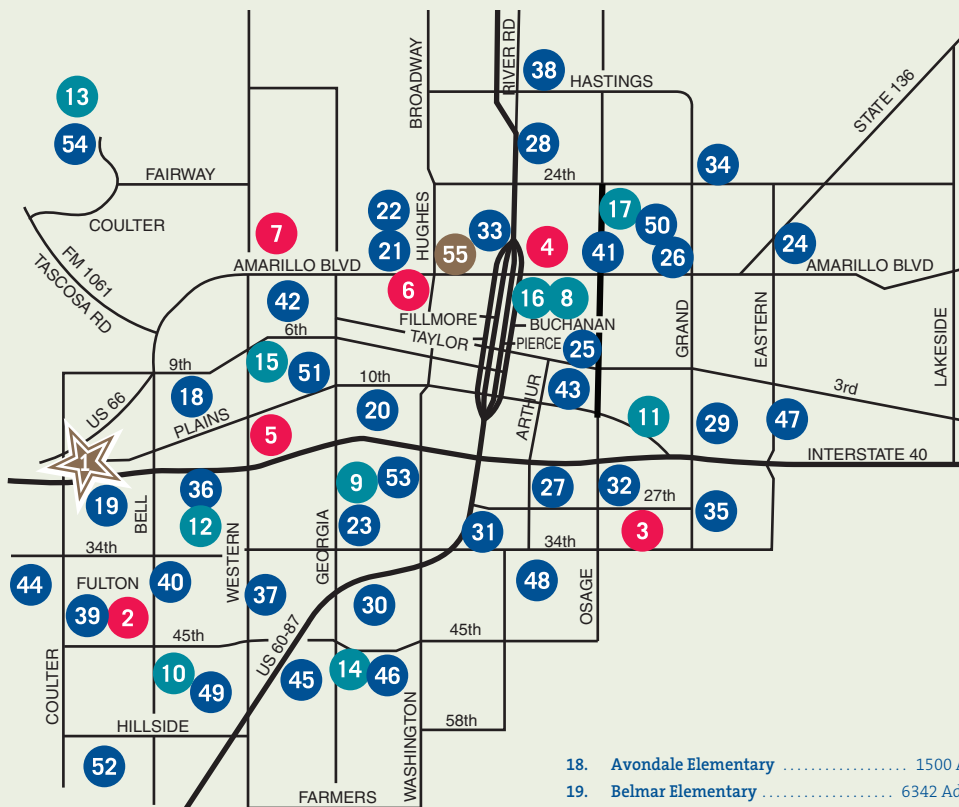 BROADWAY
RIVER RD
38
HASTINGS
STATE 136
13
54
28
34
FAIRWAY
24th
COULTER
22
17
50
7
HUGHES
33
4
41
24
21
55
26
FM 1061
AMARILLO BLVD
AMARILLO BLVD
TASCOSA RD
6
16
8
42
FILLMORE
BUCHANAN
6th
TAYLOR
PIERCE
25
GRAND
EASTERN
LAKESIDE
15
51
9th
10th
43
3rd
US 66
18
PLAINS
20
ARTHUR
11
29
47
5
1
INTERSTATE 40
36
9
53
27
32
27th
19
BELL
12
23
31
3
35
34th
WESTERN
GEORGIA
34th
44
FULTON
40
37
30
48
OSAGE
39
2
45th
US 60-87
45th
10
49
45
14
46
COULTER
HILLSIDE
WASHINGTON
58th
52
FARMERS
18. Avondale Elementary .................. 1500 A
19. Belmar Elementary ..................... 6342 Ad